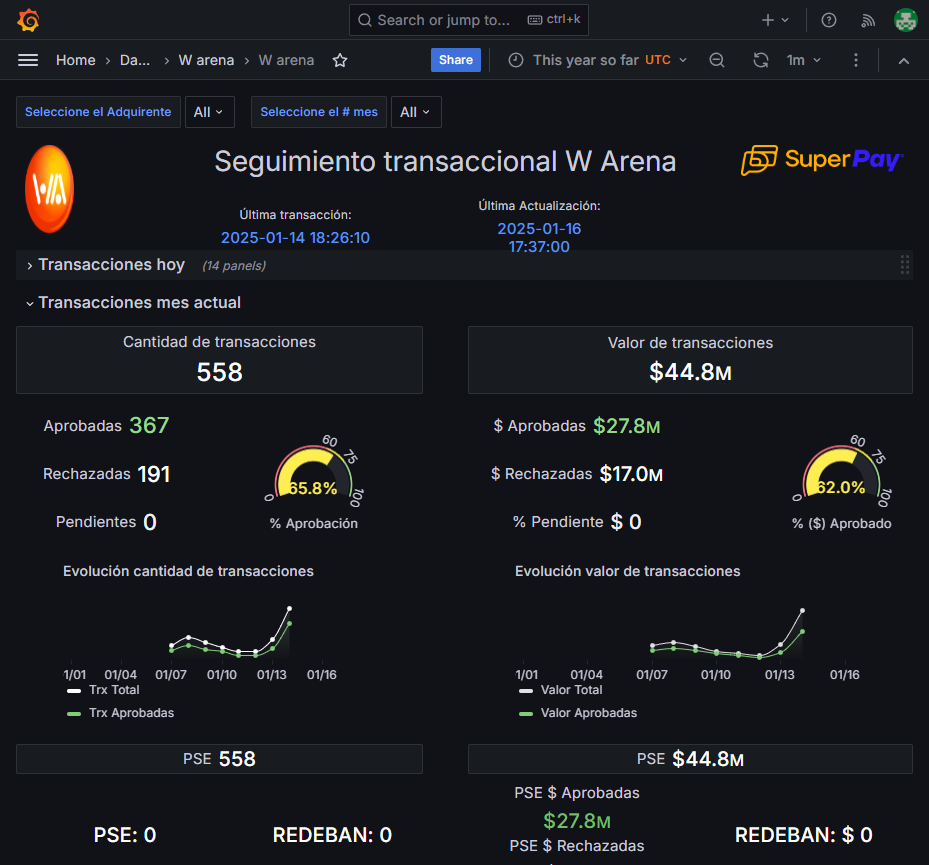 Search or jump to... ctrl+k
Home › Da... › W arena › W arena
Share
This year so far UTC
1m
Seleccione el Adquirente All
Seleccione el # mes All
Seguimiento transaccional W Arena
SuperPay
Última transacción:
2025-01-14 18:26:10
Última Actualización:
2025-01-16
17:37:00
Transacciones hoy (14 panels)
Transacciones mes actual
Cantidad de transacciones
558
Valor de transacciones
$44.8M
Aprobadas 367
Rechazadas 191
Pendientes 0
0 60 75 100
65.8%
% Aprobación
$ Aprobadas $27.8M
$ Rechazadas $17.0M
% Pendiente $ 0
0 60 75 100
62.0%
% ($) Aprobado
Evolución cantidad de transacciones
1/01 01/04 01/07 01/10 01/13 01/16
Trx Total
Trx Aprobadas
Evolución valor de transacciones
1/01 01/04 01/07 01/10 01/13 01/16
Valor Total
Valor Aprobadas
PSE 558
PSE $44.8M
PSE: 0
REDEBAN: 0
PSE $ Aprobadas
$27.8M
PSE $ Rechazadas
REDEBAN: $ 0